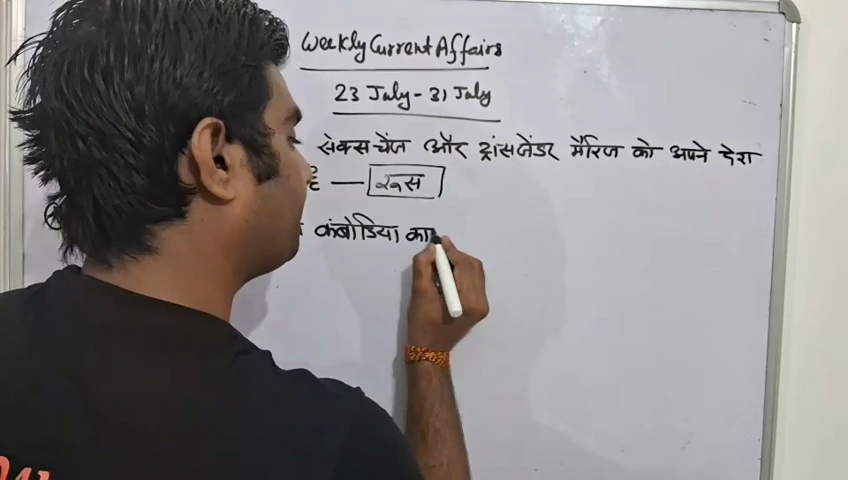 Weekly Current Affairs
23 July - 31 July
सेक्स चेंज और ट्रांसजेंडर मैरिज को अपने देश
— रूस
कंबोडिया का